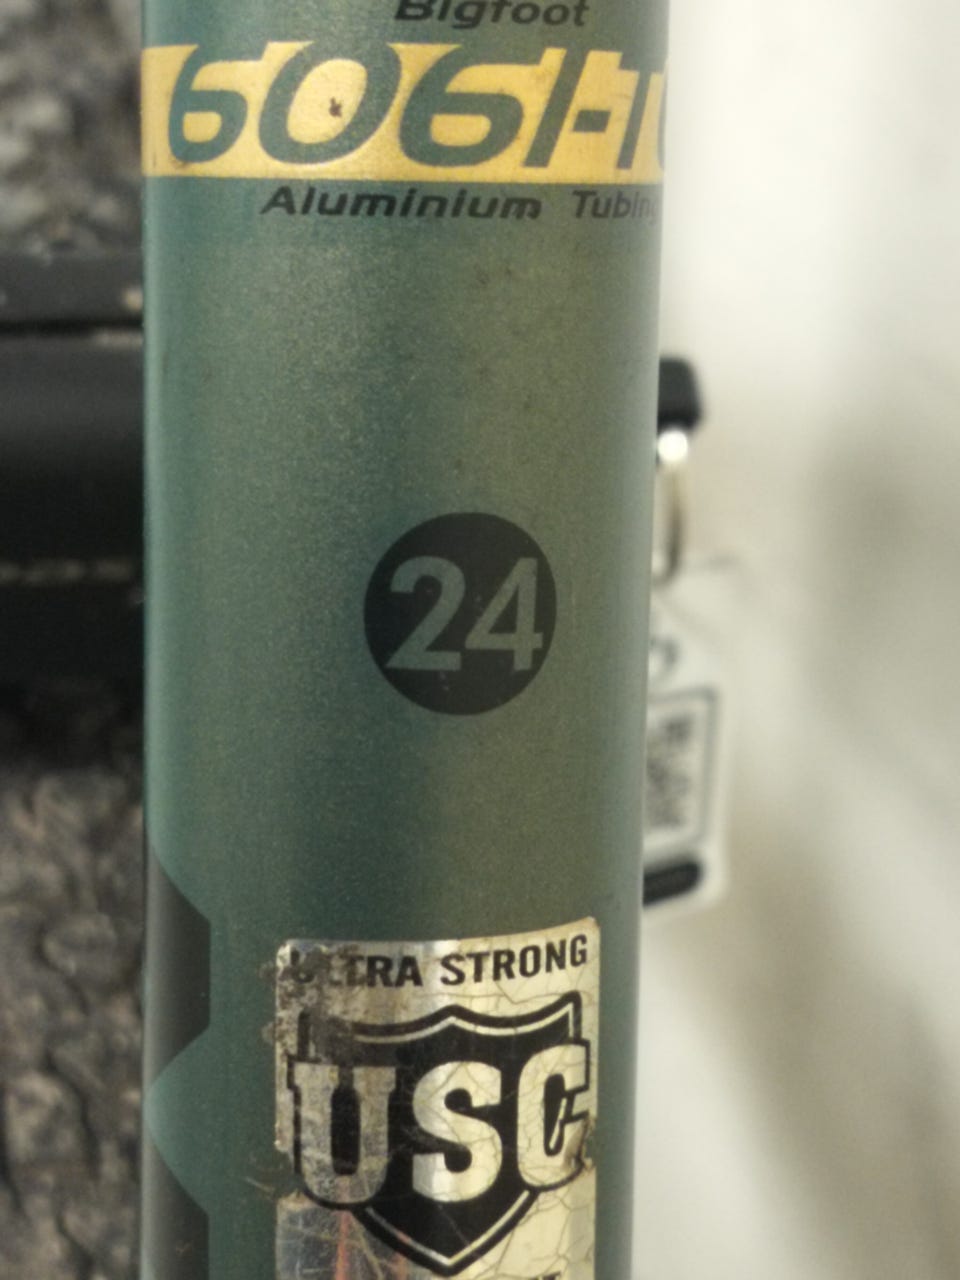 Bigfoot
6061-T
Aluminium Tubing
24
ULTRA STRONG
USC